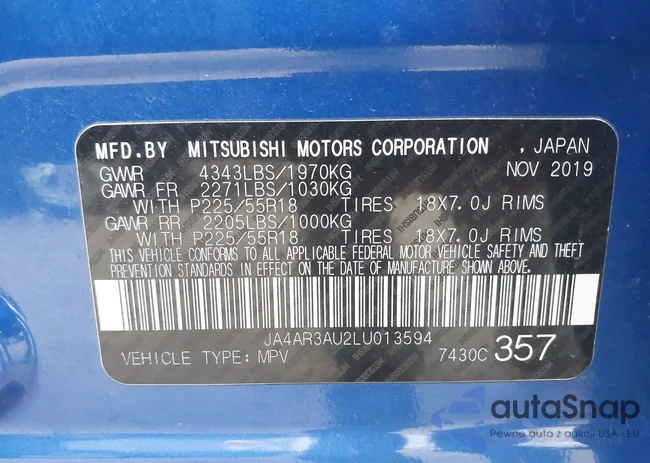 MFD.BY MITSUBISHI MOTORS CORPORATION , JAPAN
GVWR 4343LBS/1970KG NOV 2019
GAWR FR 2271LBS/1030KG
WITH P225/55R18 TIRES 18X7.0J RIMS
GAWR RR 2205LBS/1000KG
WITH P225/55R18 TIRES 18X7.0J RIMS
THIS VEHICLE CONFORMS TO ALL APPLICABLE FEDERAL MOTOR VEHICLE SAFETY AND THEFT
PREVENTION STANDARDS IN EFFECT ON THE DATE OF MANUFACTURE SHOWN ABOVE.
JA4AR3AU2LU013594
VEHICLE TYPE:MPV 7430C 357
autaSnap
Pewne auta z aukcji USA - EU